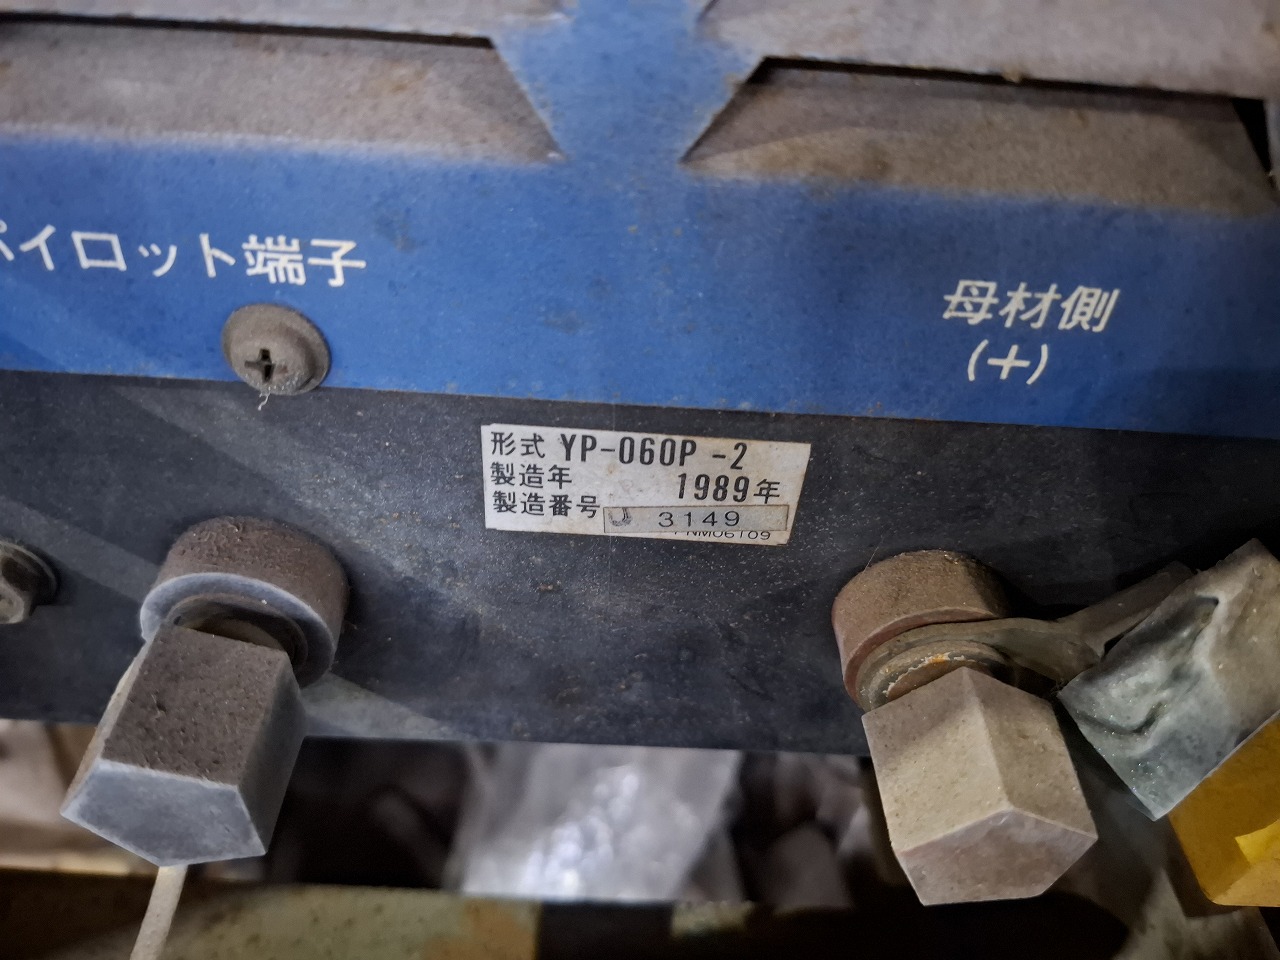 パイロット端子
母材側
(+)
形式 YP-060P -2
製造年 1989年
製造番号 U 3149